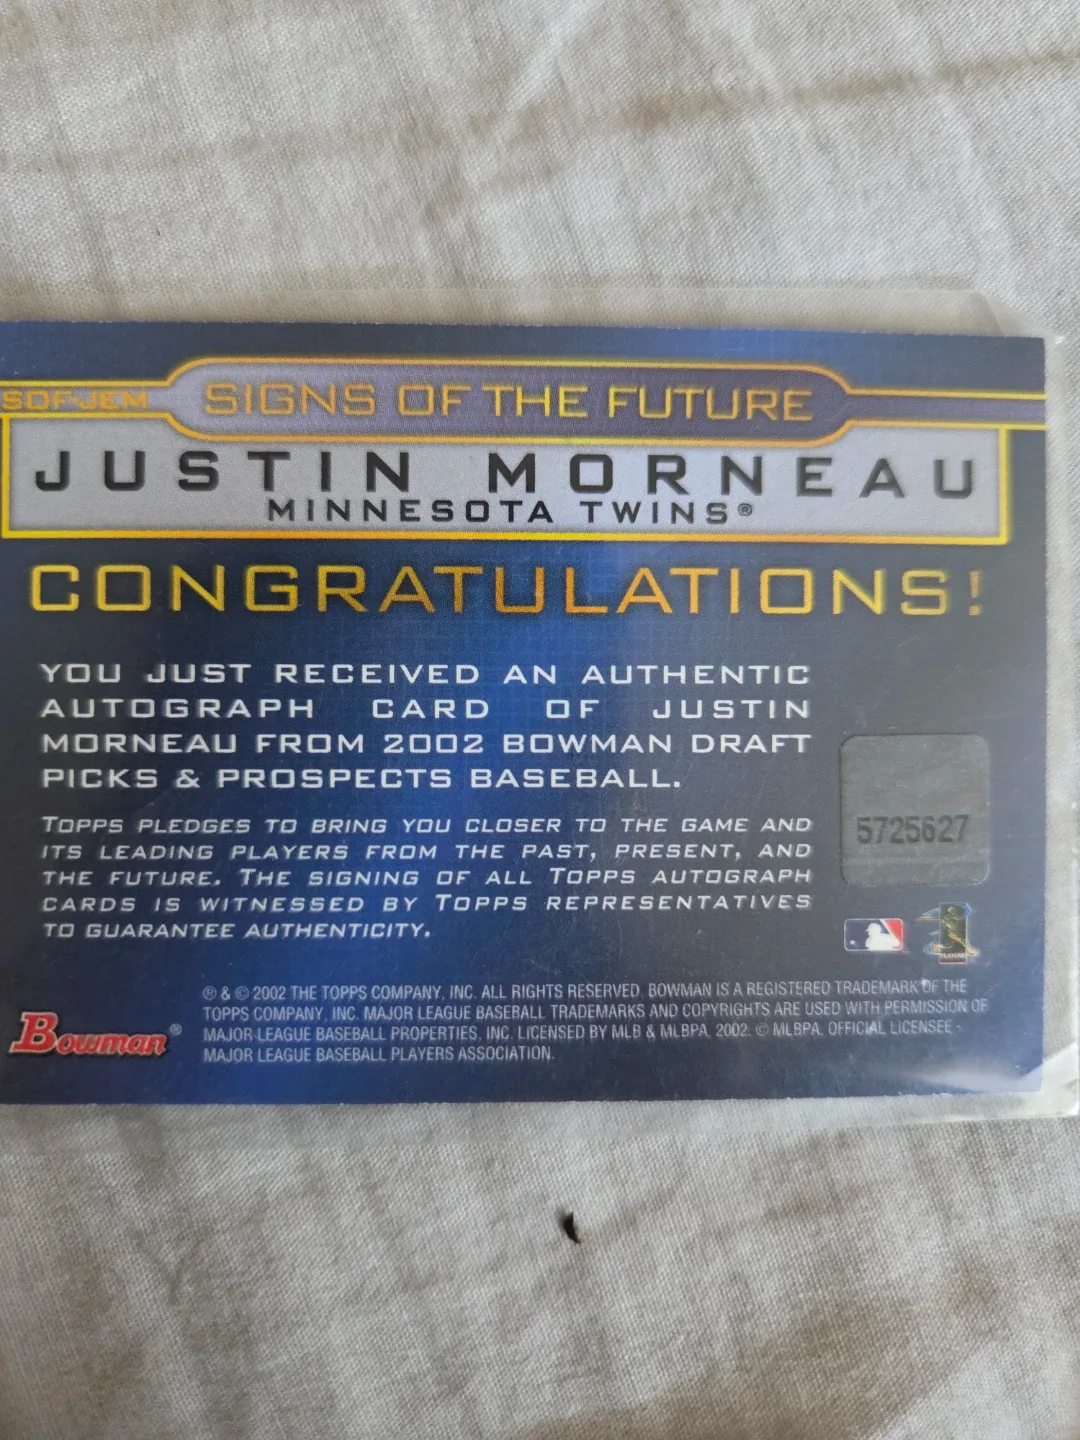 SOF-JEM SIGNS OF THE FUTURE
JUSTIN MORNEAU
MINNESOTA TWINS®
CONGRATULATIONS!
YOU JUST RECEIVED AN AUTHENTIC
AUTOGRAPH CARD OF JUSTIN
MORNEAU FROM 2002 BOWMAN DRAFT
PICKS & PROSPECTS BASEBALL.
TOPPS PLEDGES TO BRING YOU CLOSER TO THE GAME AND
ITS LEADING PLAYERS FROM THE PAST, PRESENT, AND
THE FUTURE. THE SIGNING OF ALL TOPPS AUTOGRAPH
CARDS IS WITNESSED BY TOPPS REPRESENTATIVES
TO GUARANTEE AUTHENTICITY.
5725627
® & © 2002 THE TOPPS COMPANY, INC. ALL RIGHTS RESERVED. BOWMAN IS A REGISTERED TRADEMARK OF THE
TOPPS COMPANY, INC. MAJOR LEAGUE BASEBALL TRADEMARKS AND COPYRIGHTS ARE USED WITH PERMISSION OF
MAJOR LEAGUE BASEBALL PROPERTIES, INC. LICENSED BY MLB & MLBPA, 2002. © MLBPA. OFFICIAL LICENSEE -
MAJOR LEAGUE BASEBALL PLAYERS ASSOCIATION.
Bowman®